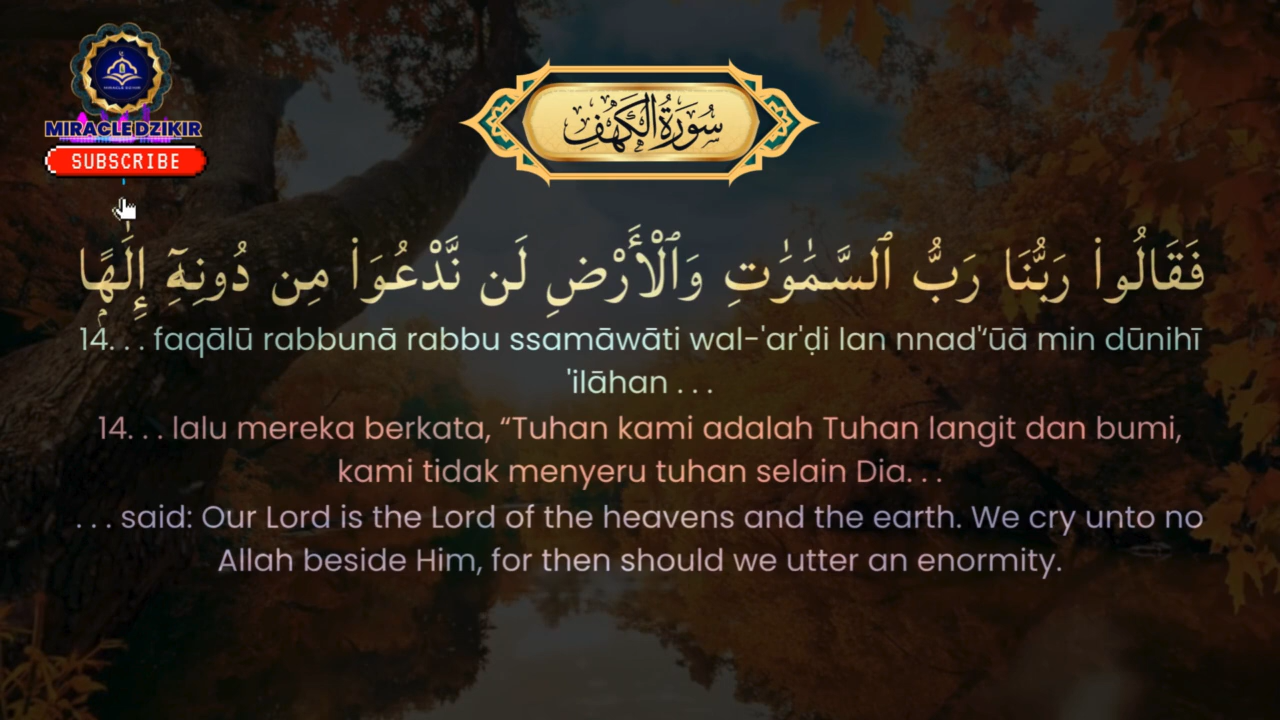 MIRACLE DZIKIR
SUBSCRIBE
سُورَةُ الكَهْفِ
فَقَالُوا۟ رَبُّنَا رَبُّ ٱلسَّمَٰوَٰتِ وَٱلْأَرْضِ لَن نَّدْعُوَا۟ مِن دُونِهِۦٓ إِلَٰهًا
14. . . faqālū rabbunā rabbu ssamāwāti wal-'ar'ḍi lan nnad'‘ūā min dūnihī
'ilāhan . . .
14. . . lalu mereka berkata, “Tuhan kami adalah Tuhan langit dan bumi,
kami tidak menyeru tuhan selain Dia. . .
. . . said: Our Lord is the Lord of the heavens and the earth. We cry unto no
Allah beside Him, for then should we utter an enormity.